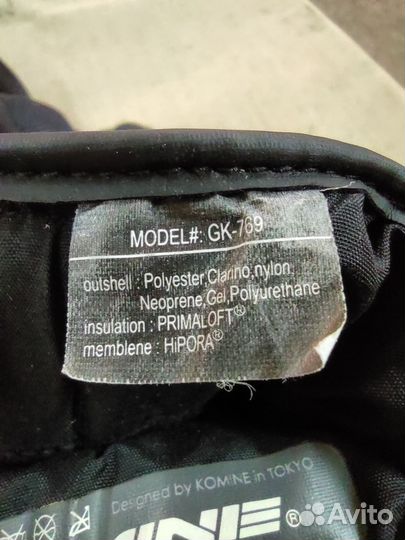 MODEL#: GK-769
outshell : Polyester,Clarino,nylon
Neoprene,Gel,Polyurethane
insulation : PRIMALOFT®
memblene : HiPORA®
Designed by KOMINE in TOKYO
MINE®
Avito